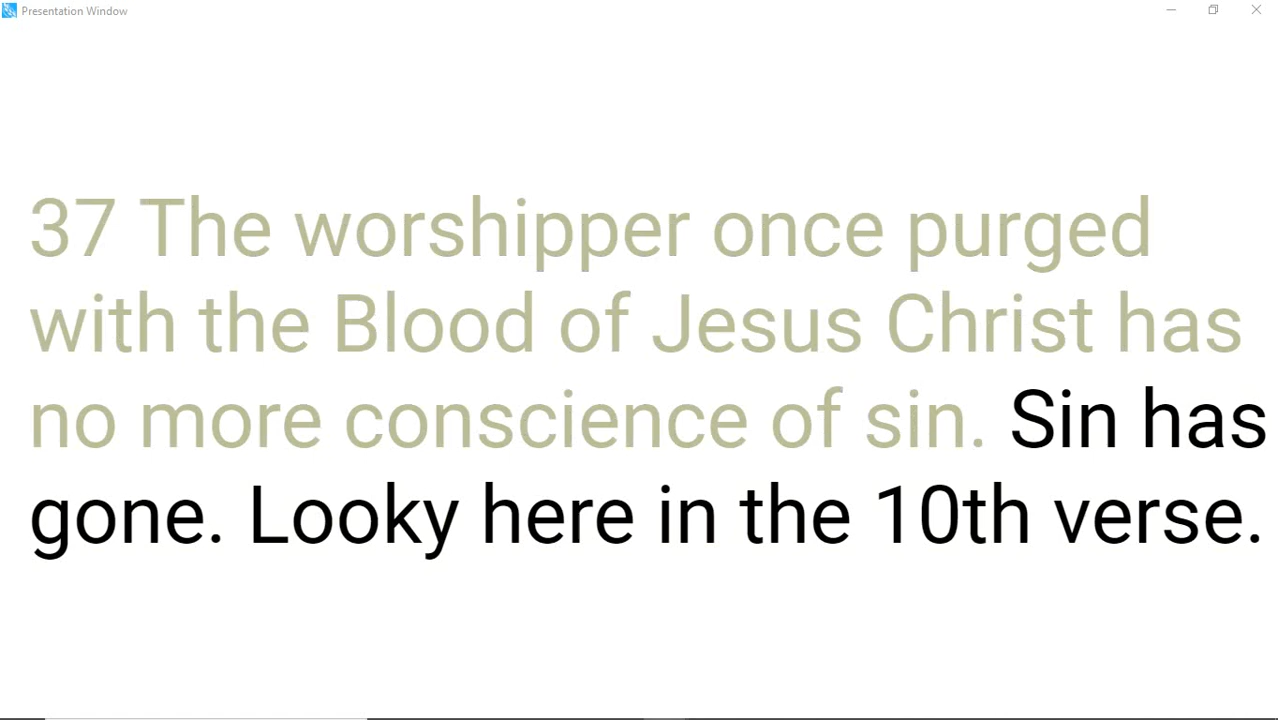 Presentation Window
37 The worshipper once purged
with the Blood of Jesus Christ has
no more conscience of sin. Sin has
gone. Looky here in the 10th verse.